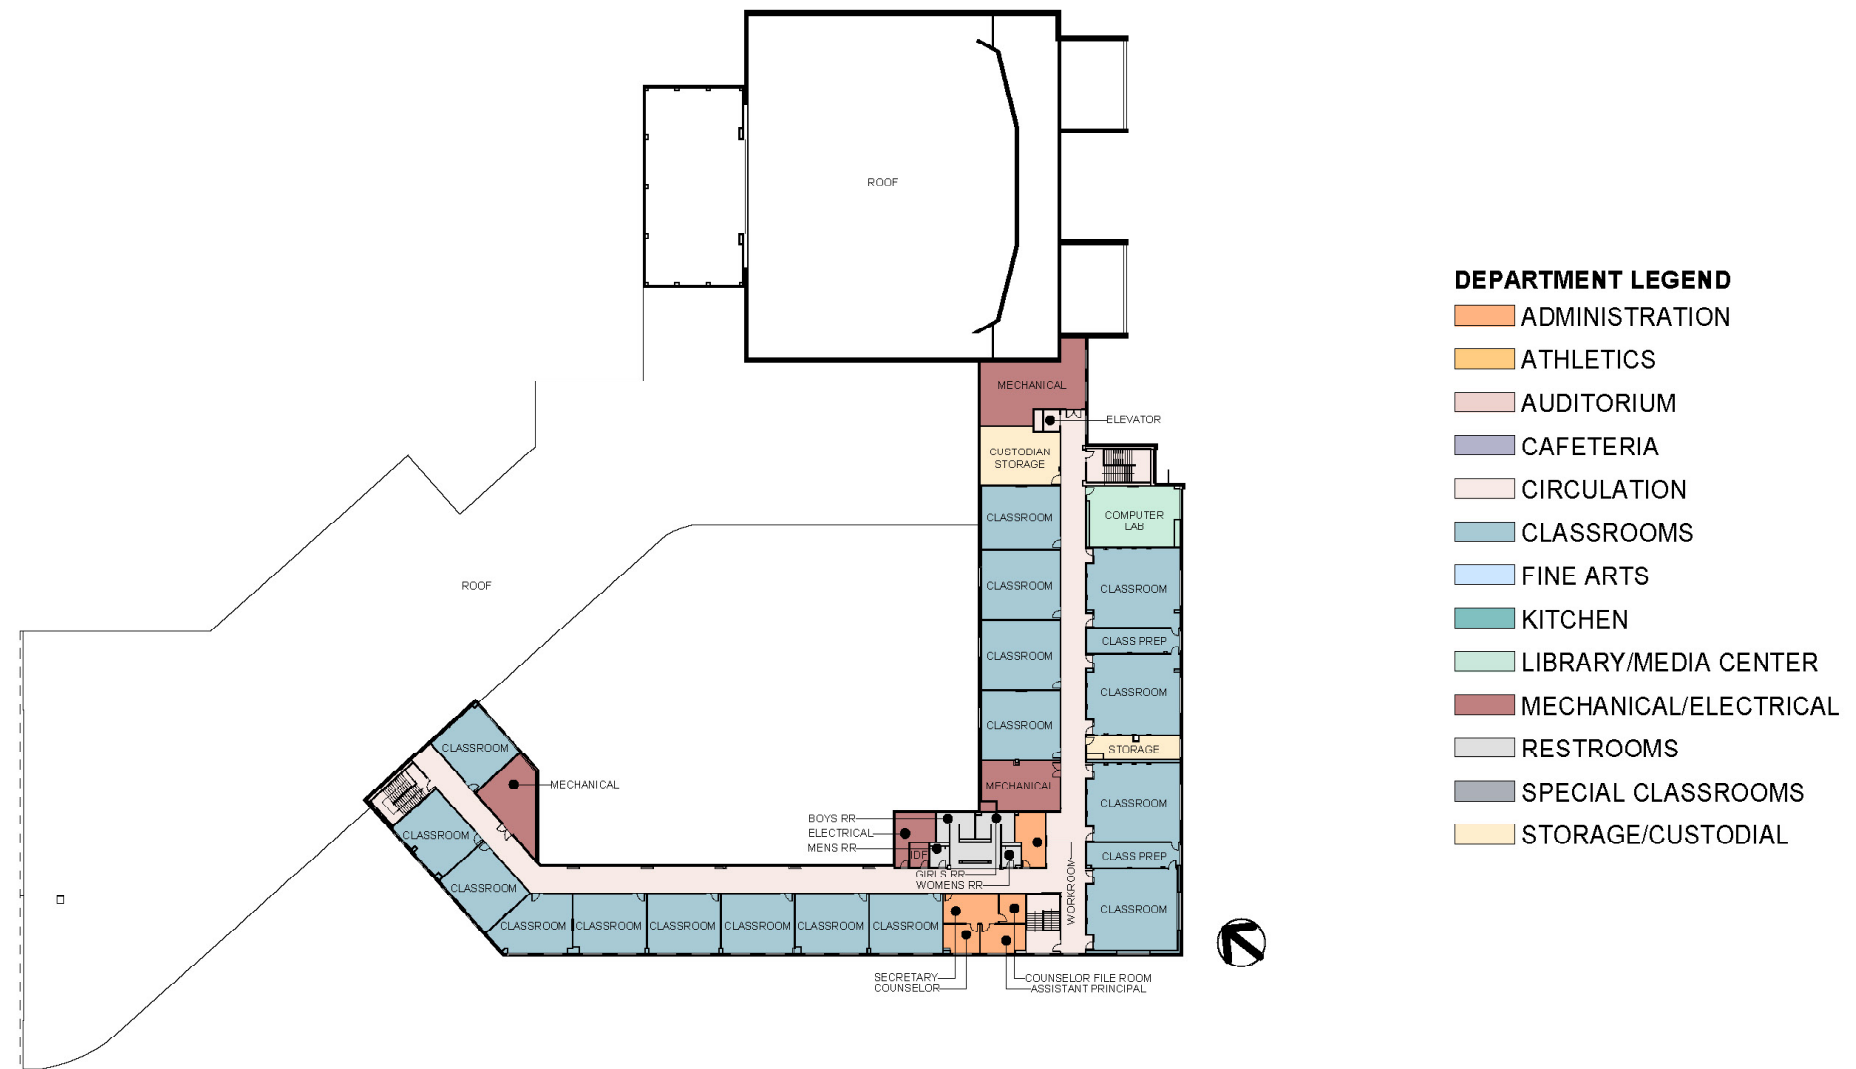 ROOF
DEPARTMENT LEGEND
ADMINISTRATION
ATHLETICS
AUDITORIUM
CAFETERIA
CIRCULATION
CLASSROOMS
FINE ARTS
KITCHEN
LIBRARY/MEDIA CENTER
MECHANICAL/ELECTRICAL
RESTROOMS
SPECIAL CLASSROOMS
STORAGE/CUSTODIAL
MECHANICAL
ELEVATOR
CUSTODIAN
STORAGE
CLASSROOM
COMPUTER
LAB
CLASSROOM
CLASSROOM
ROOF
CLASS PREP
CLASSROOM
CLASSROOM
CLASSROOM
STORAGE
CLASSROOM
MECHANICAL
MECHANICAL
CLASSROOM
BOYS RR
ELECTRICAL
MENS RR
IDF
GIRLS RR
WOMENS RR
CLASSROOM
CLASS PREP
WORKROOM
CLASSROOM
CLASSROOM
CLASSROOM
CLASSROOM
CLASSROOM
CLASSROOM
CLASSROOM
CLASSROOM
CLASSROOM
SECRETARY
COUNSELOR
COUNSELOR FILE ROOM
ASSISTANT PRINCIPAL